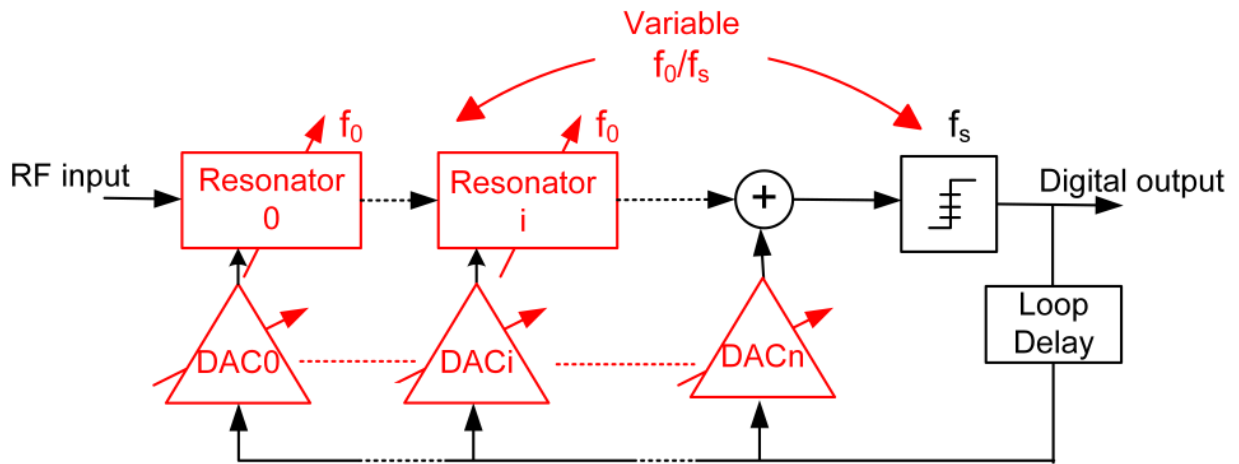 Variable
f₀/fₛ
f₀
f₀
fₛ
RF input
Resonator
0
Resonator
i
+
Digital output
Loop
Delay
DAC0
DACi
DACn